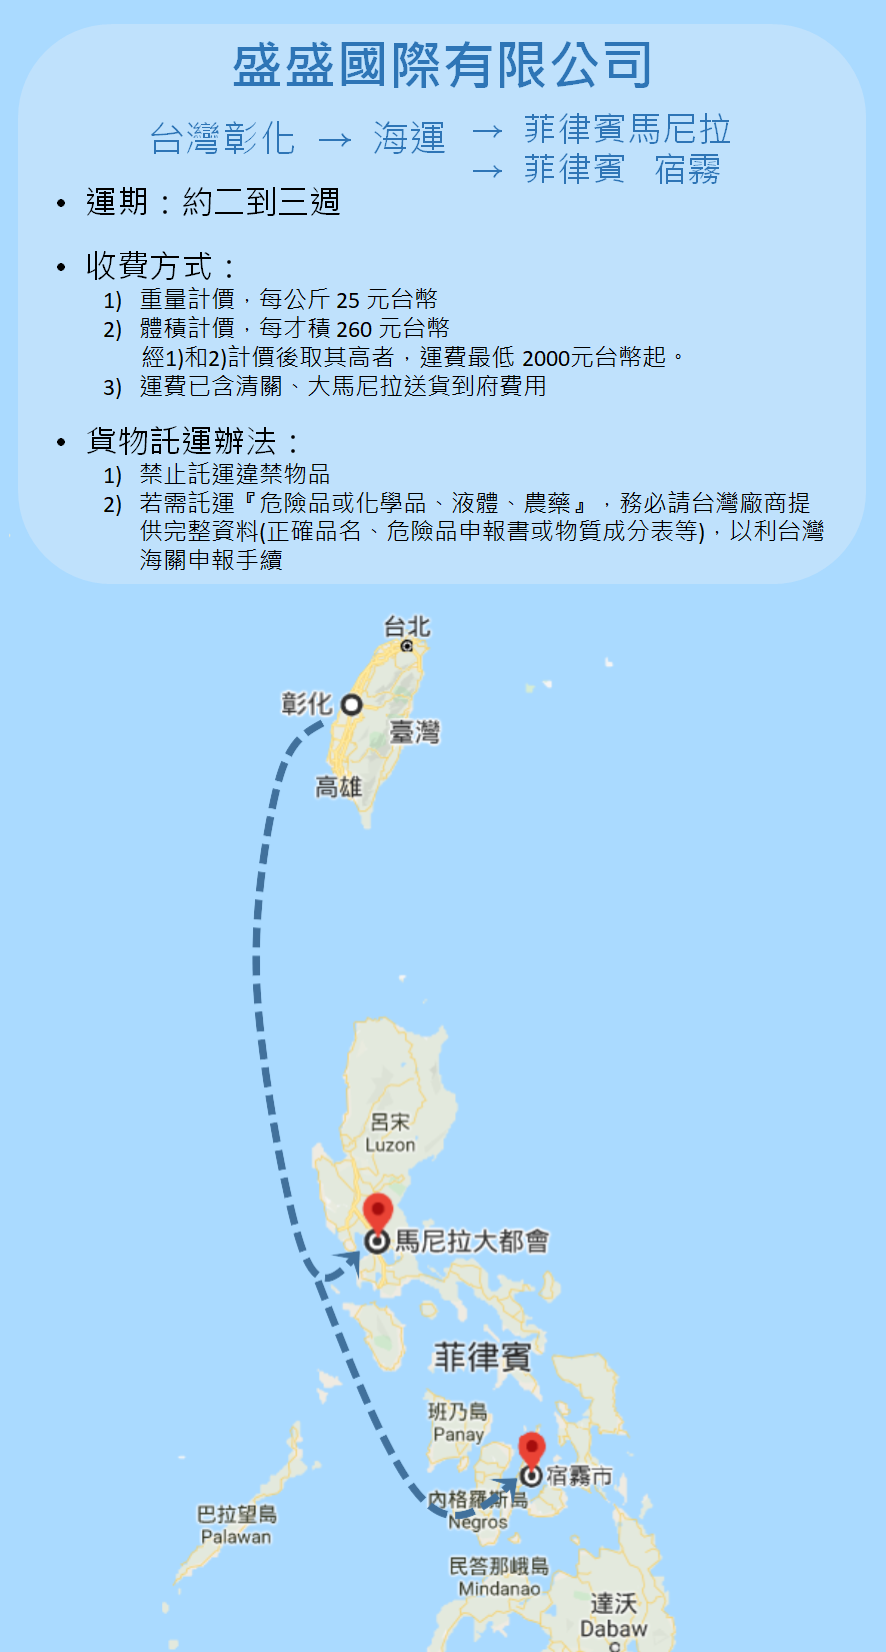 盛盛國際有限公司
台灣彰化 → 海運 → 菲律賓馬尼拉
→ 菲律賓 宿霧
• 運期：約二到三週
• 收費方式：
1) 重量計價，每公斤 25 元台幣
2) 體積計價，每才積 260 元台幣
經1)和2)計價後取其高者，運費最低 2000元台幣起。
3) 運費已含清關、大馬尼拉送貨到府費用
• 貨物託運辦法：
1) 禁止託運違禁物品
2) 若需託運『危險品或化學品、液體、農藥』，務必請台灣廠商提
供完整資料(正確品名、危險品申報書或物質成分表等)，以利台灣
海關申報手續
台北
彰化
臺灣
高雄
呂宋
Luzon
馬尼拉大都會
菲律賓
班乃島
Panay
宿霧市
內格羅斯島
Negros
巴拉望島
Palawan
民答那峨島
Mindanao
達沃
Dabaw